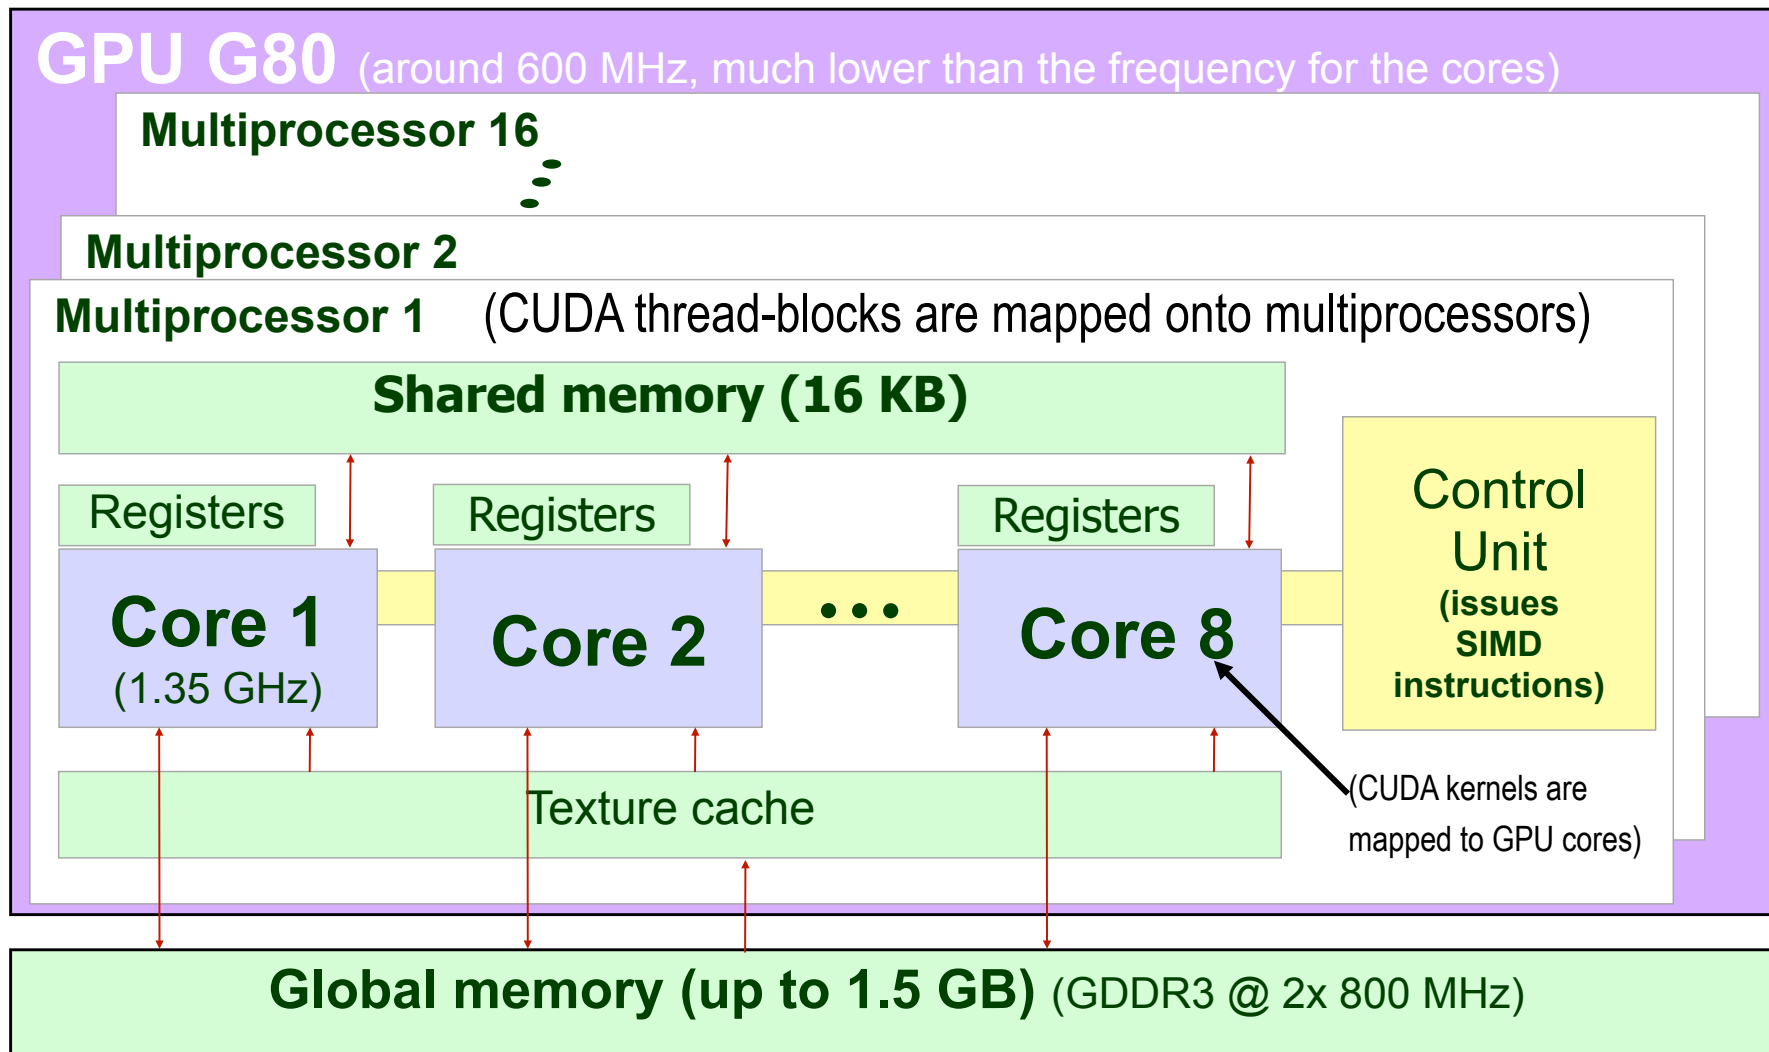 GPU G80 (around 600 MHz, much lower than the frequency for the cores)
Multiprocessor 16
Multiprocessor 2
Multiprocessor 1 (CUDA thread-blocks are mapped onto multiprocessors)
Shared memory (16 KB)
Registers
Registers
Registers
Control
Unit
(issues
SIMD
instructions)
Core 1
(1.35 GHz)
Core 2
•••
Core 8
Texture cache
(CUDA kernels are
mapped to GPU cores)
Global memory (up to 1.5 GB) (GDDR3 @ 2x 800 MHz)